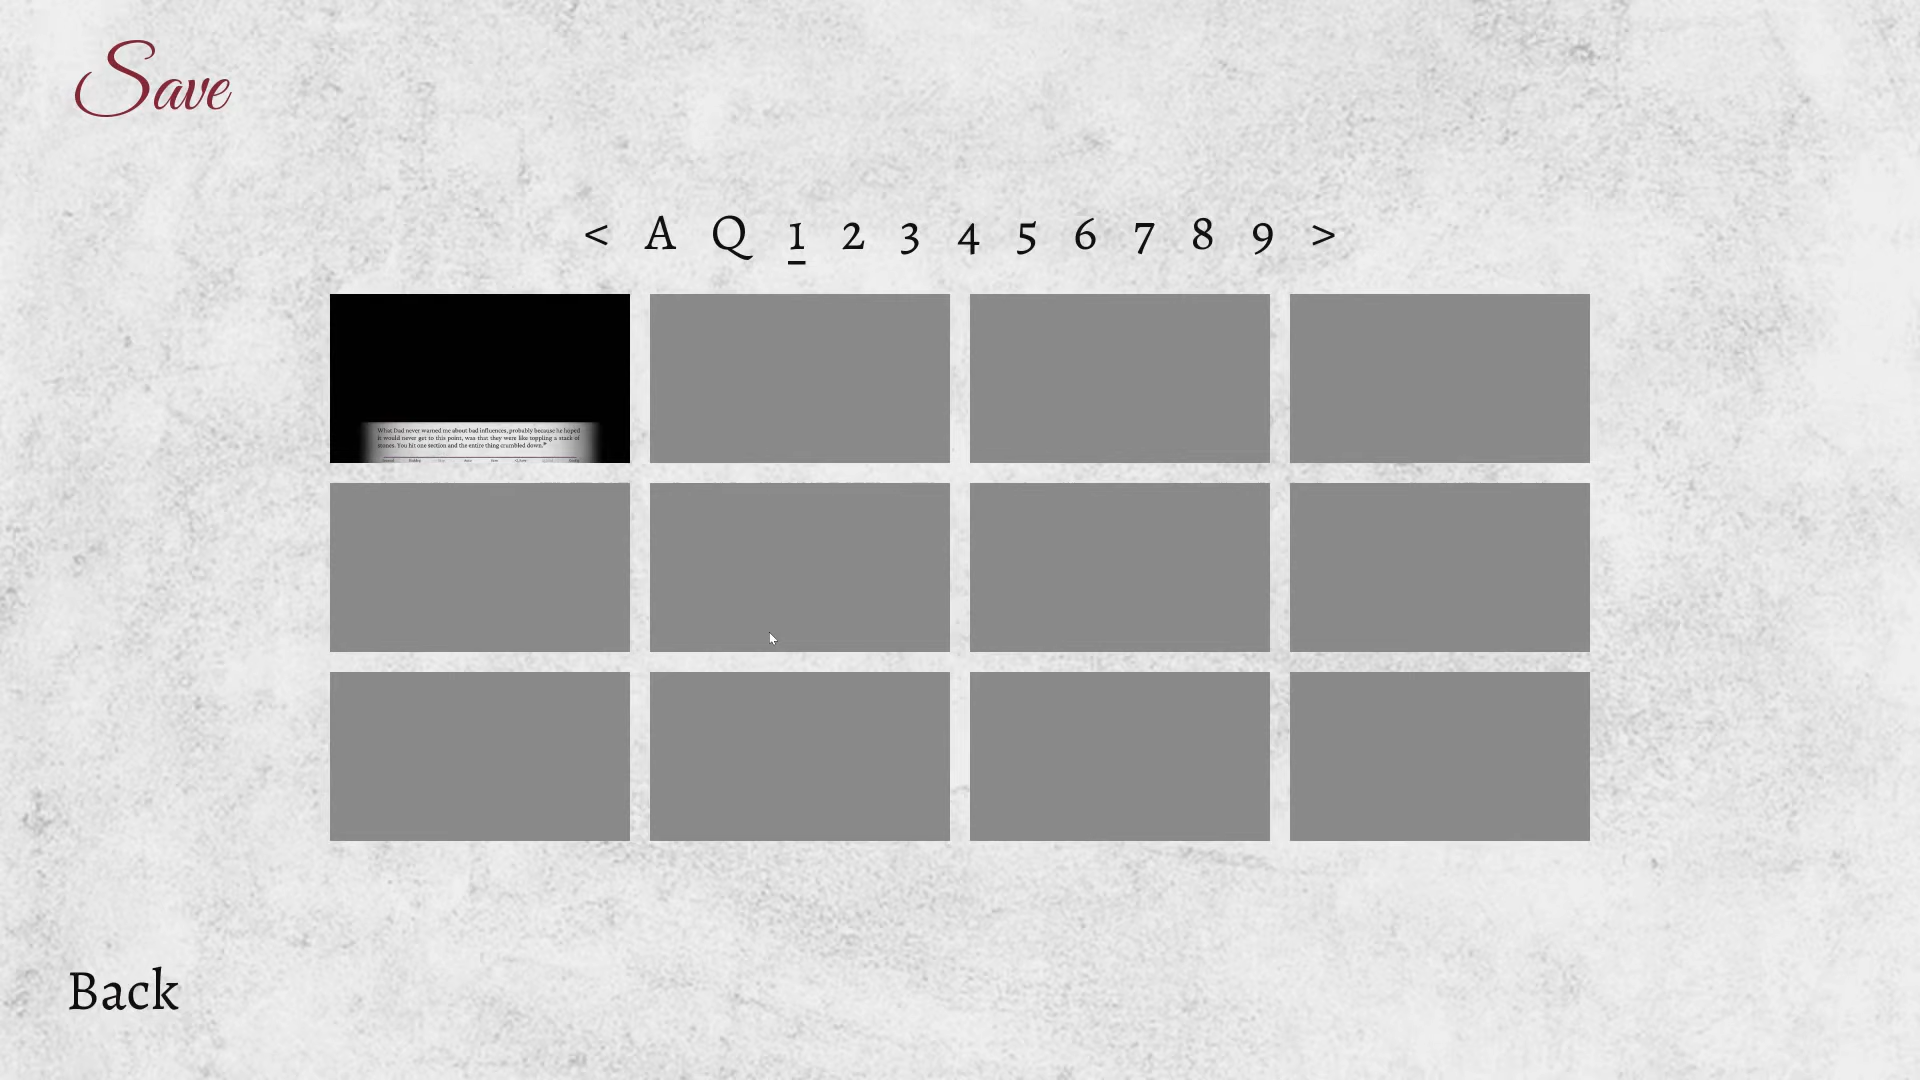 Save
< A Q 1 2 3 4 5 6 7 8 9 >
What Dad never warned me about bad influences, probably because he hoped
it would never get to this point, was that they were like toppling a stack of
stones. You hit one section and the entire thing crumbled down."
Back